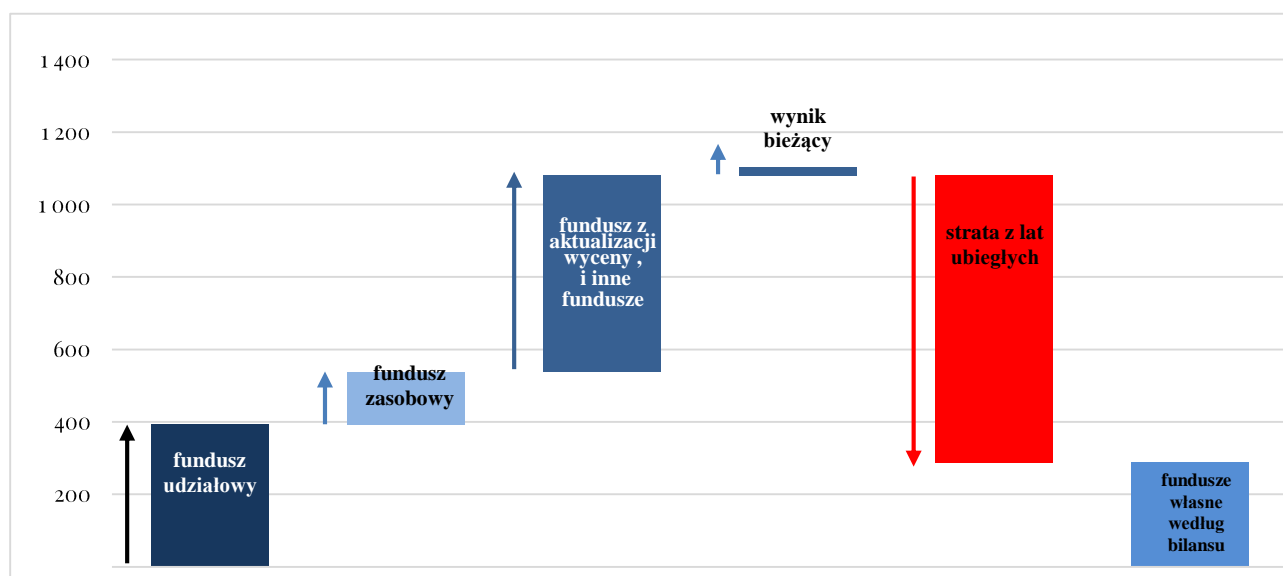 1 400
1 200
1 000
800
600
400
200
fundusz
udziałowy
fundusz
zasobowy
fundusz z
aktualizacji
wyceny ,
i inne
fundusze
wynik
bieżący
strata z lat
ubiegłych
fundusze
własne
według
bilansu